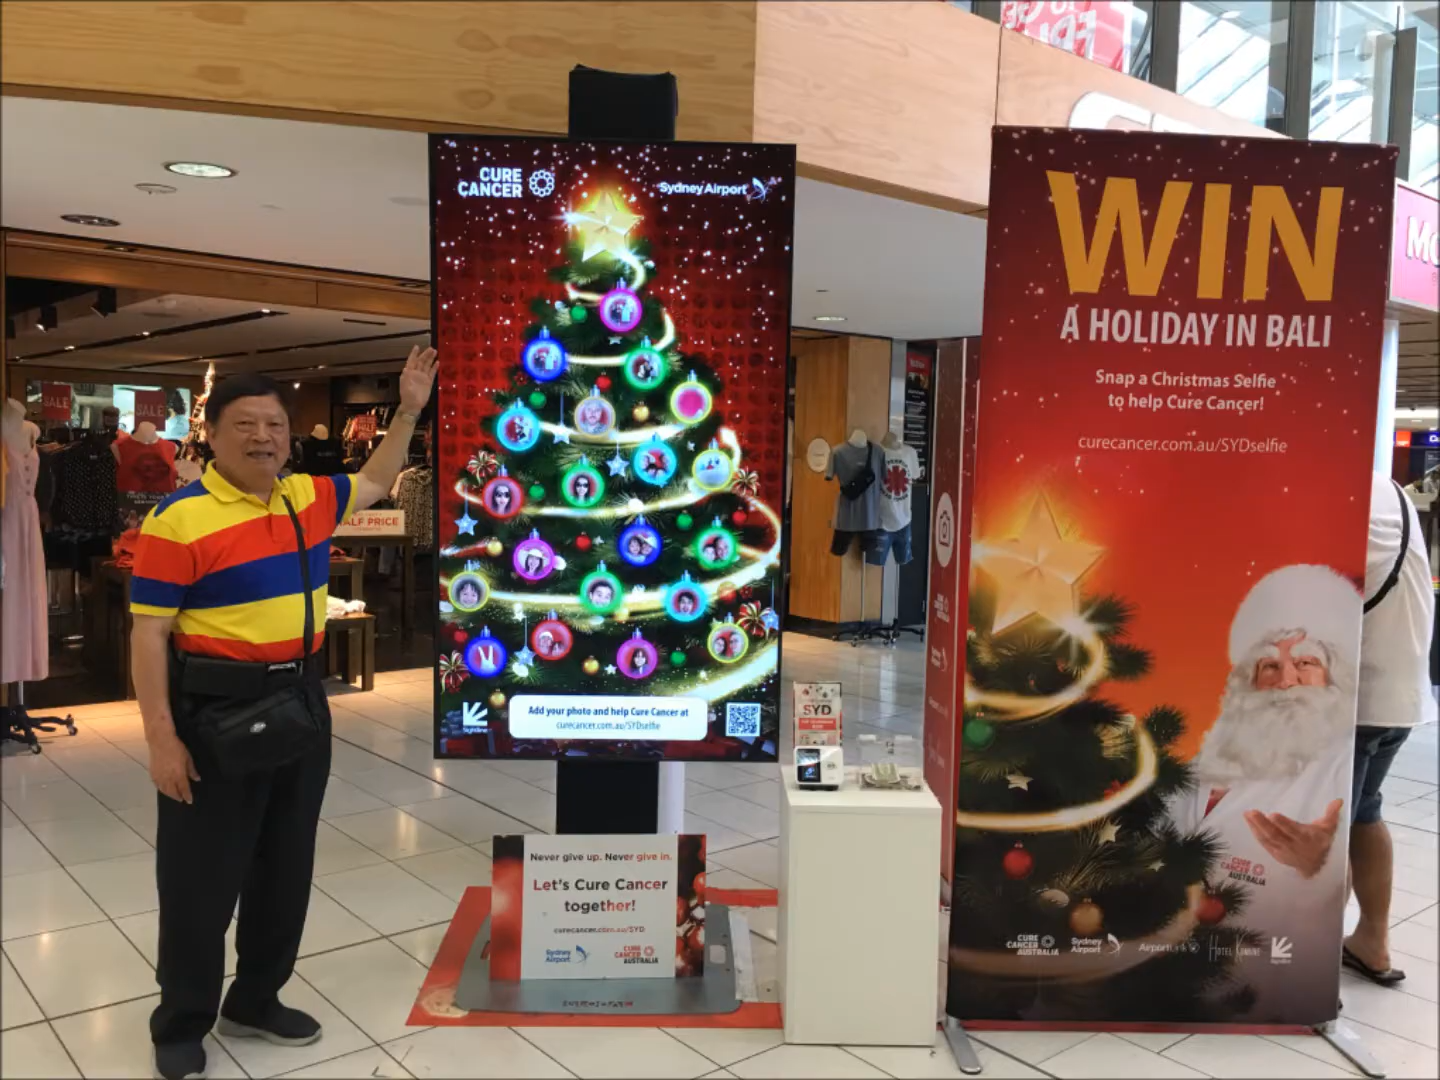 CURE
CANCER
Sydney Airport
Add your photo and help Cure Cancer at
curecancer.com.au/SYDselfie
Sightline
Never give up. Never give in.
Let's Cure Cancer
together!
curecancer.com.au/SYD
Sydney
Airport
CURE
CANCER
AUSTRALIA
SYD
WIN
A HOLIDAY IN BALI
Snap a Christmas Selfie
to help Cure Cancer!
curecancer.com.au/SYDselfie
CURE
CANCER
AUSTRALIA
CURE
CANCER
AUSTRALIA
Sydney
Airport
SALE
SALE
HALF PRICE